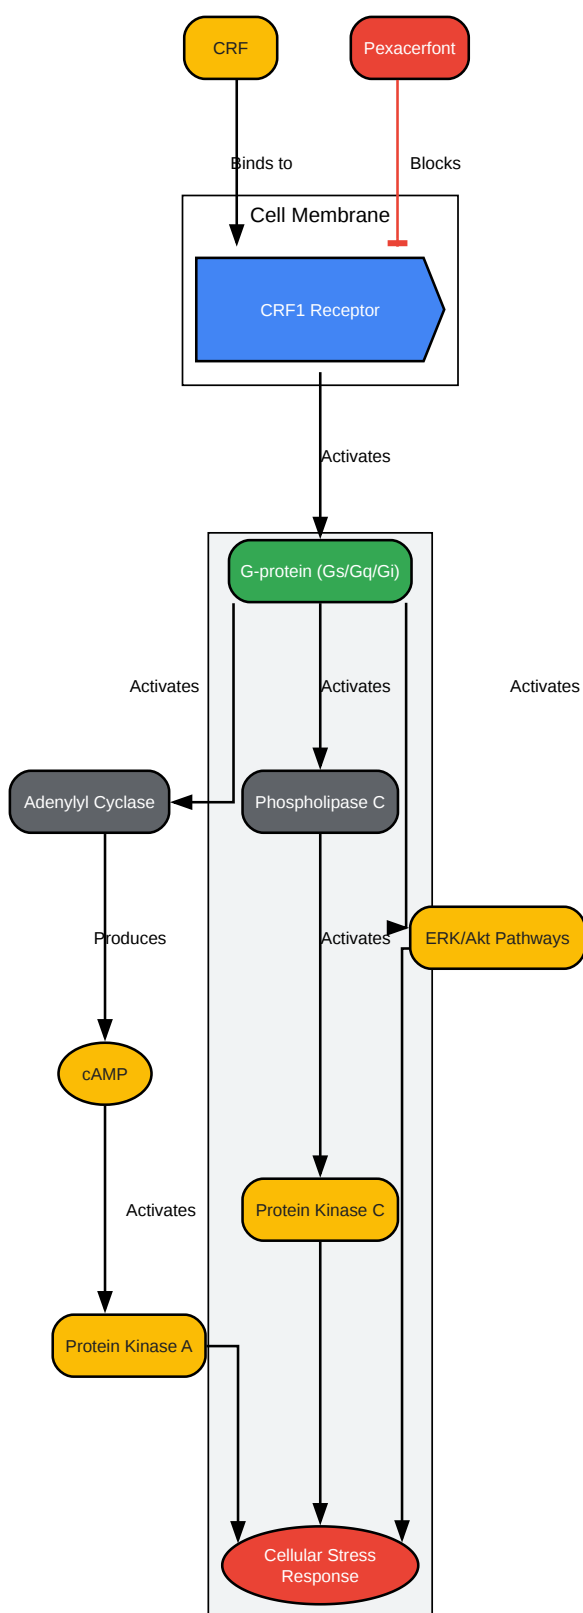 CRF
Pexacerfont
Binds to
Blocks
Cell Membrane
CRF1 Receptor
Activates
G-protein (Gs/Gq/Gi)
Activates
Activates
Activates
Adenylyl Cyclase
Phospholipase C
Produces
Activates
ERK/Akt Pathways
cAMP
Activates
Protein Kinase C
Protein Kinase A
Cellular Stress
Response